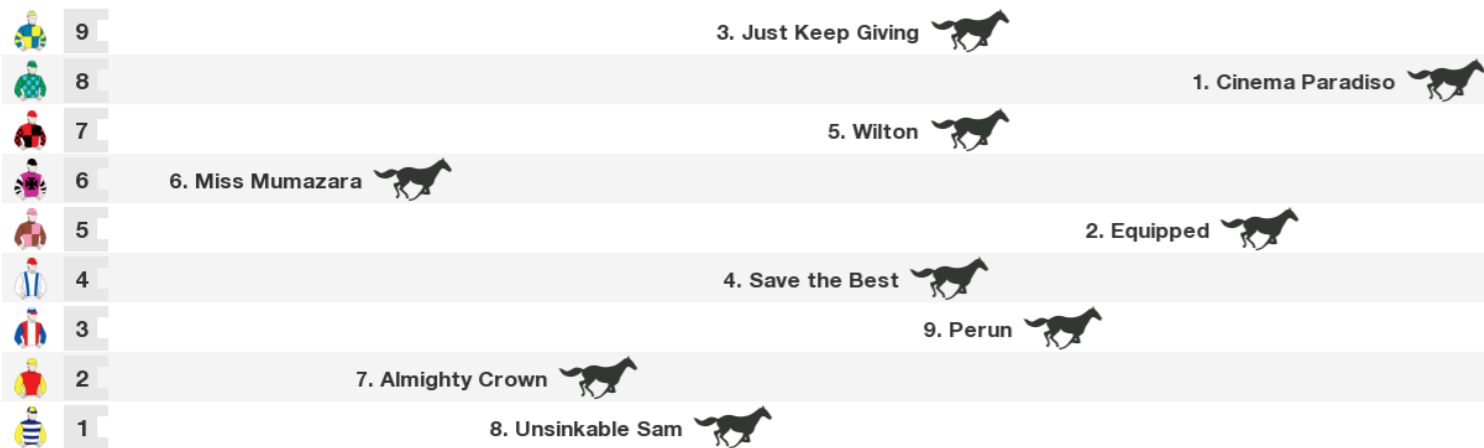 9 3. Just Keep Giving
8 1. Cinema Paradiso
7 5. Wilton
6 6. Miss Mumazara
5 2. Equipped
4 4. Save the Best
3 9. Perun
2 7. Almighty Crown
1 8. Unsinkable Sam